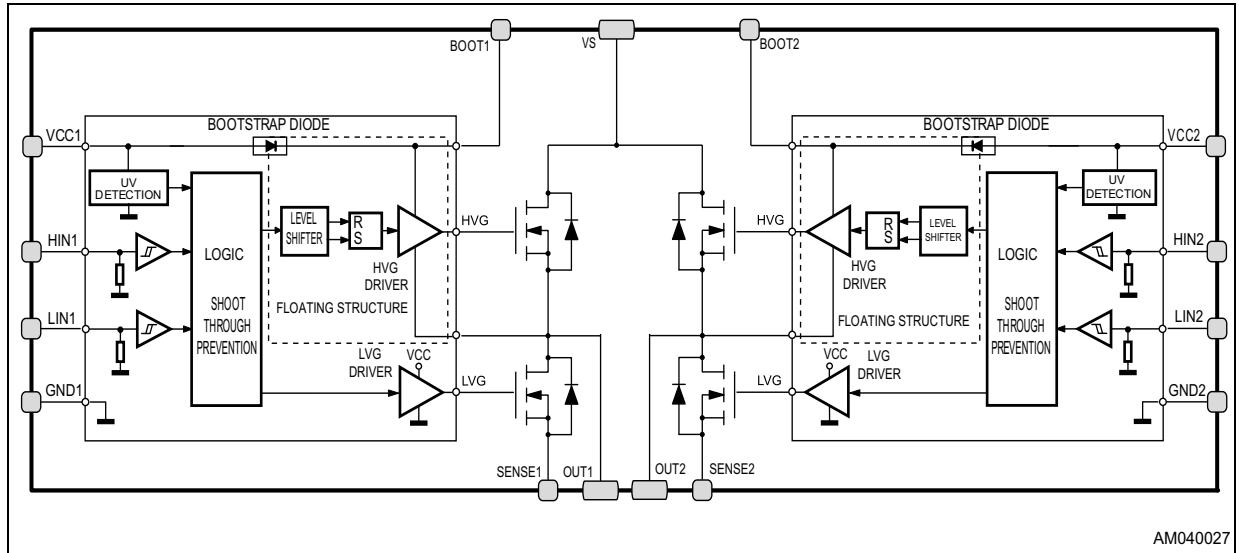 BOOT1
VS
BOOT2
VCC1
BOOTSTRAP DIODE
UV
DETECTION
HIN1
LIN1
GND1
LOGIC
SHOOT
THROUGH
PREVENTION
LEVEL
SHIFTER
R
S
HVG
DRIVER
FLOATING STRUCTURE
LVG
DRIVER
VCC
HVG
LVG
SENSE1
OUT1
OUT2
SENSE2
HVG
LVG
BOOTSTRAP DIODE
VCC2
UV
DETECTION
HIN2
LIN2
GND2
LOGIC
SHOOT
THROUGH
PREVENTION
LEVEL
SHIFTER
R
S
HVG
DRIVER
FLOATING STRUCTURE
VCC
LVG
DRIVER
AM040027